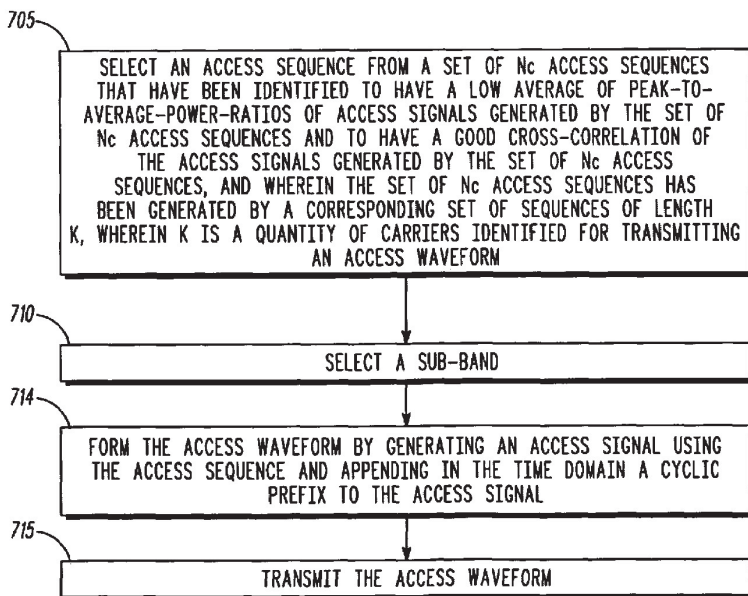 705
SELECT AN ACCESS SEQUENCE FROM A SET OF Nc ACCESS SEQUENCES
THAT HAVE BEEN IDENTIFIED TO HAVE A LOW AVERAGE OF PEAK-TO-
AVERAGE-POWER-RATIOS OF ACCESS SIGNALS GENERATED BY THE SET OF
Nc ACCESS SEQUENCES AND TO HAVE A GOOD CROSS-CORRELATION OF
THE ACCESS SIGNALS GENERATED BY THE SET OF Nc ACCESS
SEQUENCES, AND WHEREIN THE SET OF Nc ACCESS SEQUENCES HAS
BEEN GENERATED BY A CORRESPONDING SET OF SEQUENCES OF LENGTH
K, WHEREIN K IS A QUANTITY OF CARRIERS IDENTIFIED FOR TRANSMITTING
AN ACCESS WAVEFORM
710
SELECT A SUB-BAND
714
FORM THE ACCESS WAVEFORM BY GENERATING AN ACCESS SIGNAL USING
THE ACCESS SEQUENCE AND APPENDING IN THE TIME DOMAIN A CYCLIC
PREFIX TO THE ACCESS SIGNAL
715
TRANSMIT THE ACCESS WAVEFORM